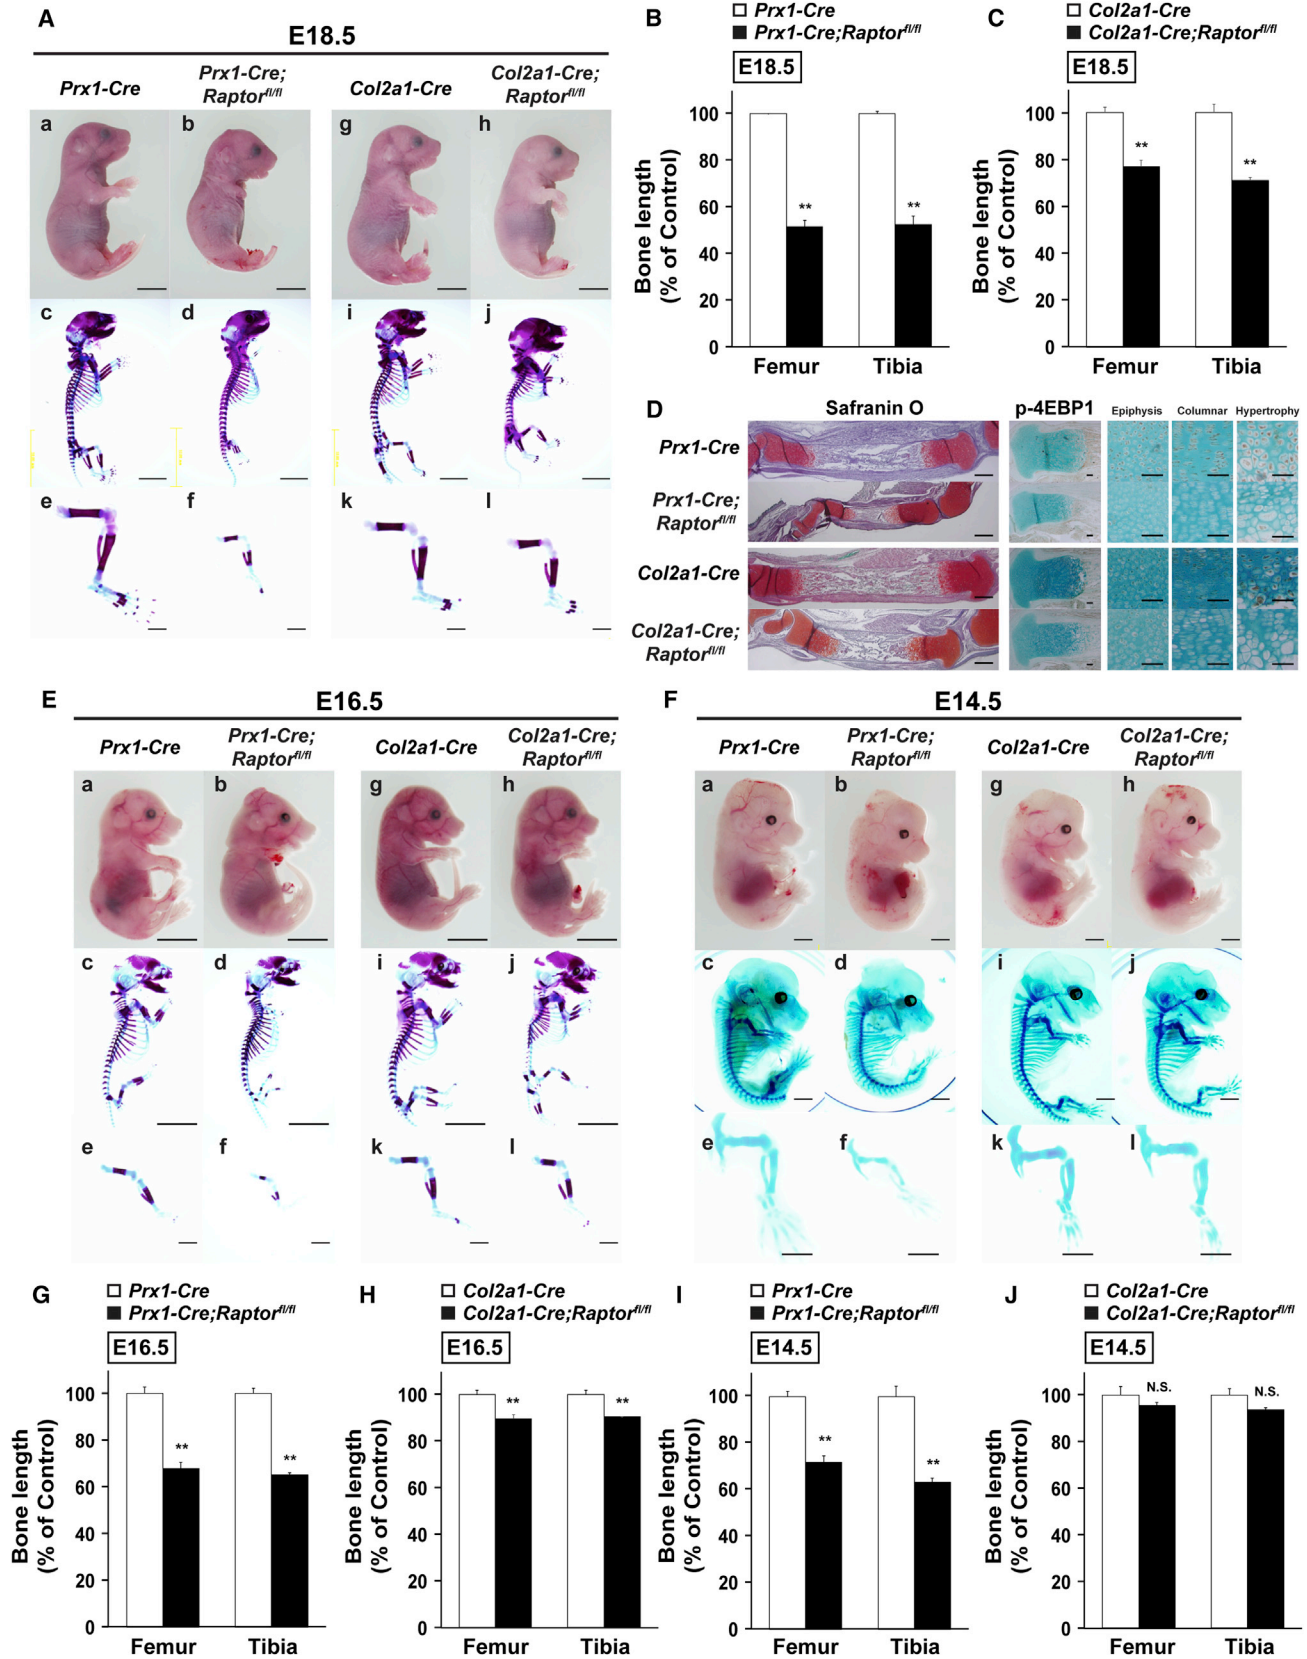 A
E18.5
Prx1-Cre
Prx1-Cre;
Raptorfl/fl
Col2a1-Cre
Col2a1-Cre;
Raptorfl/fl
a
b
g
h
c
d
i
j
e
f
k
l
B
Prx1-Cre
Prx1-Cre;Raptorfl/fl
E18.5
Bone length
(% of Control)
100
80
60
40
20
0
**
**
Femur
Tibia
C
Col2a1-Cre
Col2a1-Cre;Raptorfl/fl
E18.5
Bone length
(% of Control)
100
80
60
40
20
0
**
**
Femur
Tibia
D
Safranin O
p-4EBP1
Epiphysis
Columnar
Hypertrophy
Prx1-Cre
Prx1-Cre;
Raptorfl/fl
Col2a1-Cre
Col2a1-Cre;
Raptorfl/fl
E
E16.5
Prx1-Cre
Prx1-Cre;
Raptorfl/fl
Col2a1-Cre
Col2a1-Cre;
Raptorfl/fl
a
b
g
h
c
d
i
j
e
f
k
l
F
E14.5
Prx1-Cre
Prx1-Cre;
Raptorfl/fl
Col2a1-Cre
Col2a1-Cre;
Raptorfl/fl
a
b
g
h
c
d
i
j
e
f
k
l
G
Prx1-Cre
Prx1-Cre;Raptorfl/fl
E16.5
Bone length
(% of Control)
100
80
60
40
20
0
**
**
Femur
Tibia
H
Col2a1-Cre
Col2a1-Cre;Raptorfl/fl
E16.5
Bone length
(% of Control)
100
80
60
40
20
0
**
**
Femur
Tibia
I
Prx1-Cre
Prx1-Cre;Raptorfl/fl
E14.5
Bone length
(% of Control)
100
80
60
40
20
0
**
**
Femur
Tibia
J
Col2a1-Cre
Col2a1-Cre;Raptorfl/fl
E14.5
Bone length
(% of Control)
100
80
60
40
20
0
N.S.
N.S.
Femur
Tibia